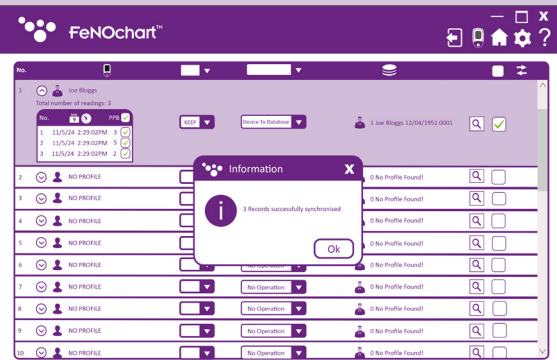 FeNOchart™
No.
1 Joe Bloggs
Total number of readings: 3
No. PPB
1 11/5/24 2:29:02PM 3
2 11/5/24 2:29:02PM 5
3 11/5/24 2:29:02PM 2
KEEP Device To Database 1 Joe Bloggs 12/04/1951 0001
Information X
3 Records successfully synchronised
Ok
2 NO PROFILE 0 No Profile Found!
3 NO PROFILE 0 No Profile Found!
4 NO PROFILE 0 No Profile Found!
5 NO PROFILE 0 No Profile Found!
6 NO PROFILE No Operation 0 No Profile Found!
7 NO PROFILE No Operation 0 No Profile Found!
8 NO PROFILE No Operation 0 No Profile Found!
9 NO PROFILE No Operation 0 No Profile Found!
10 NO PROFILE No Operation 0 No Profile Found!